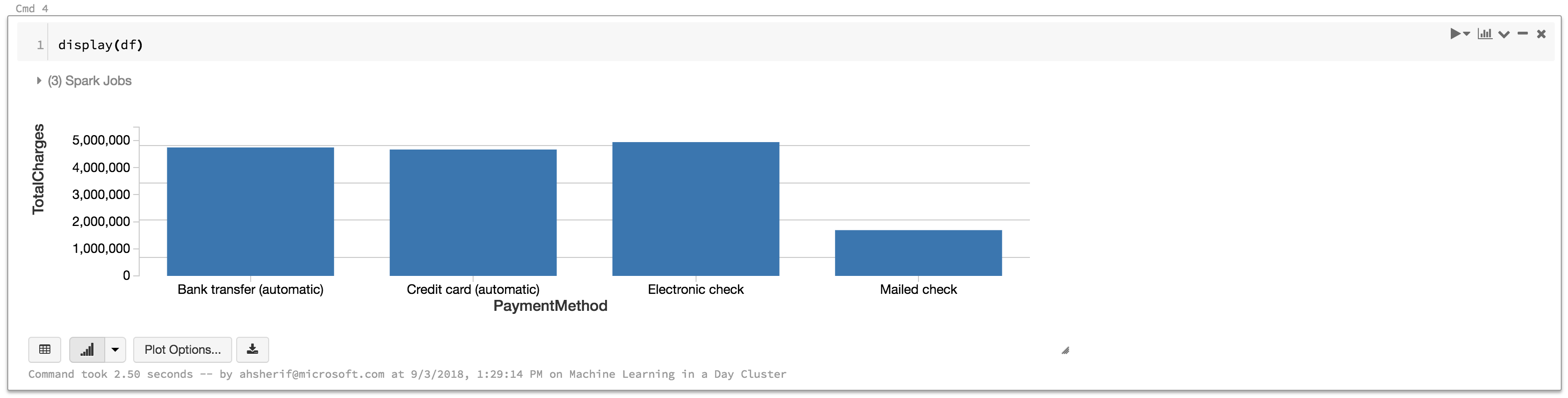 Cmd 4
1 display(df)
(3) Spark Jobs
TotalCharges
5,000,000
4,000,000
3,000,000
2,000,000
1,000,000
0
Bank transfer (automatic) Credit card (automatic) Electronic check Mailed check
PaymentMethod
Plot Options...
Command took 2.50 seconds -- by ahsherif@microsoft.com at 9/3/2018, 1:29:14 PM on Machine Learning in a Day Cluster